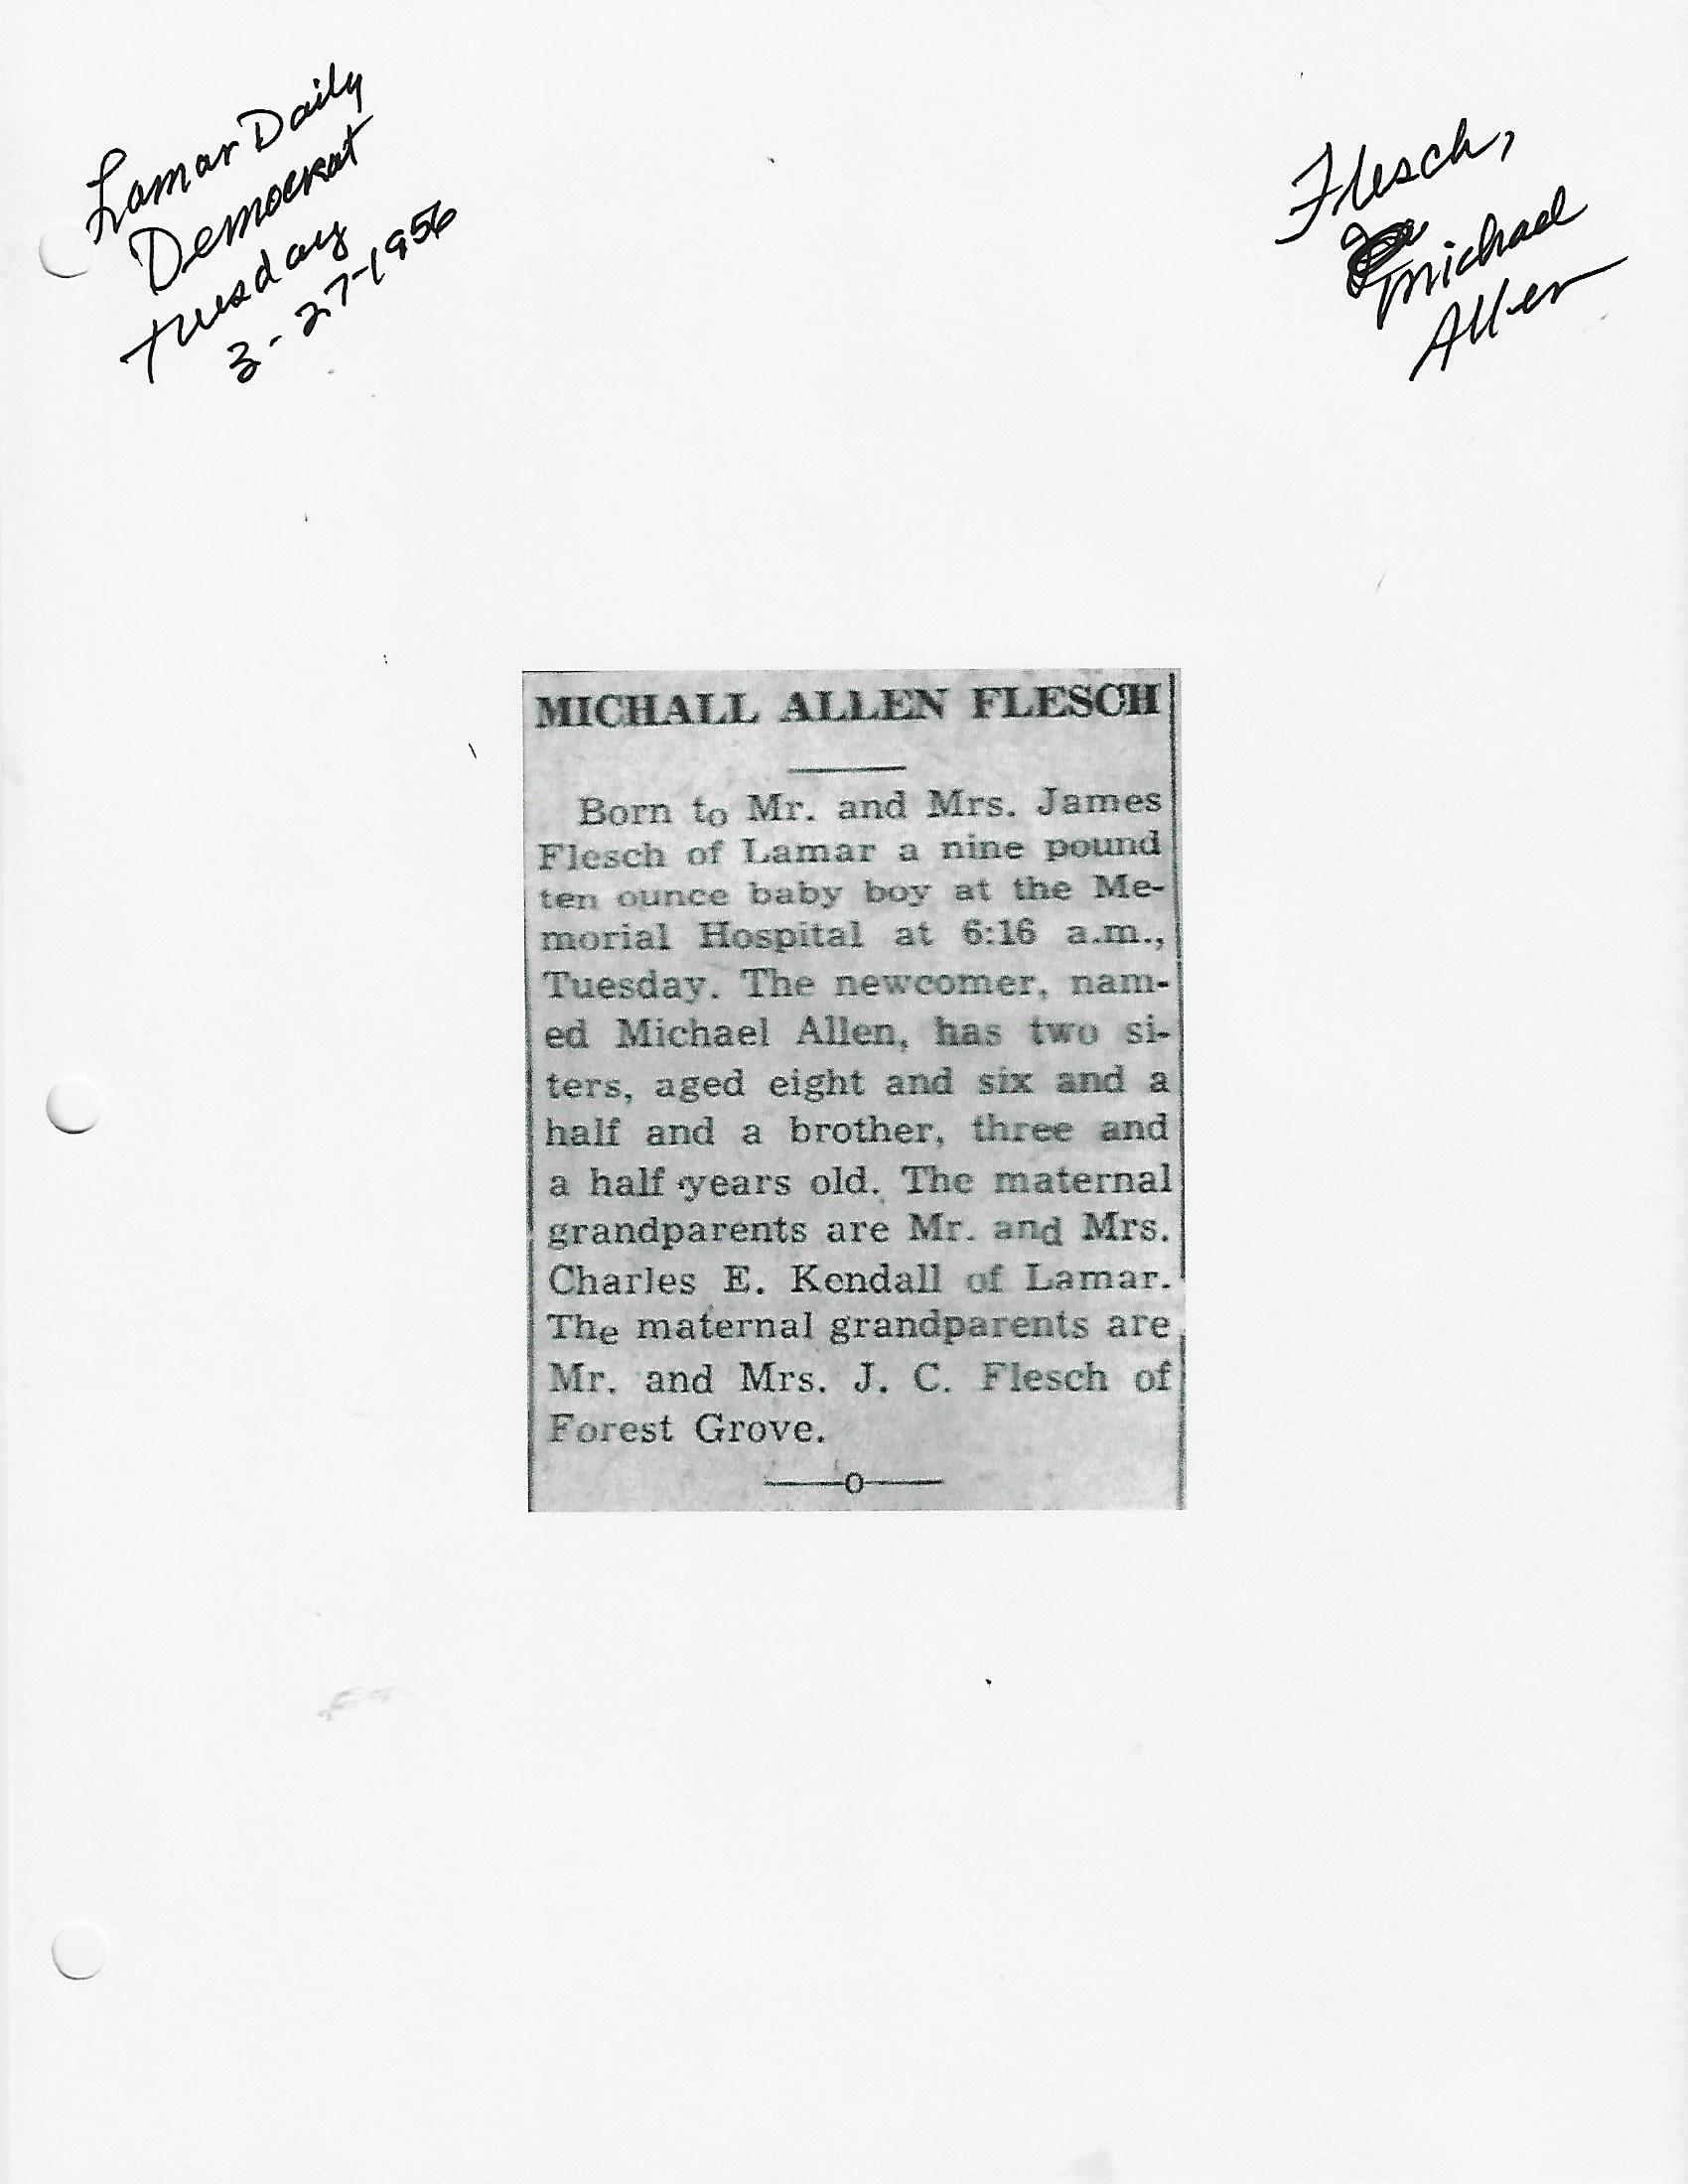 Lamar Daily
Democrat
Tuesday
3-27-1956
Flesch,
Michael
Allen
MICHALL ALLEN FLESCH
Born to Mr. and Mrs. James
Flesch of Lamar a nine pound
ten ounce baby boy at the Me-
morial Hospital at 6:16 a.m.,
Tuesday. The newcomer, nam-
ed Michael Allen, has two si-
ters, aged eight and six and a
half and a brother, three and
a half years old. The maternal
grandparents are Mr. and Mrs.
Charles E. Kendall of Lamar.
The maternal grandparents are
Mr. and Mrs. J. C. Flesch of
Forest Grove.